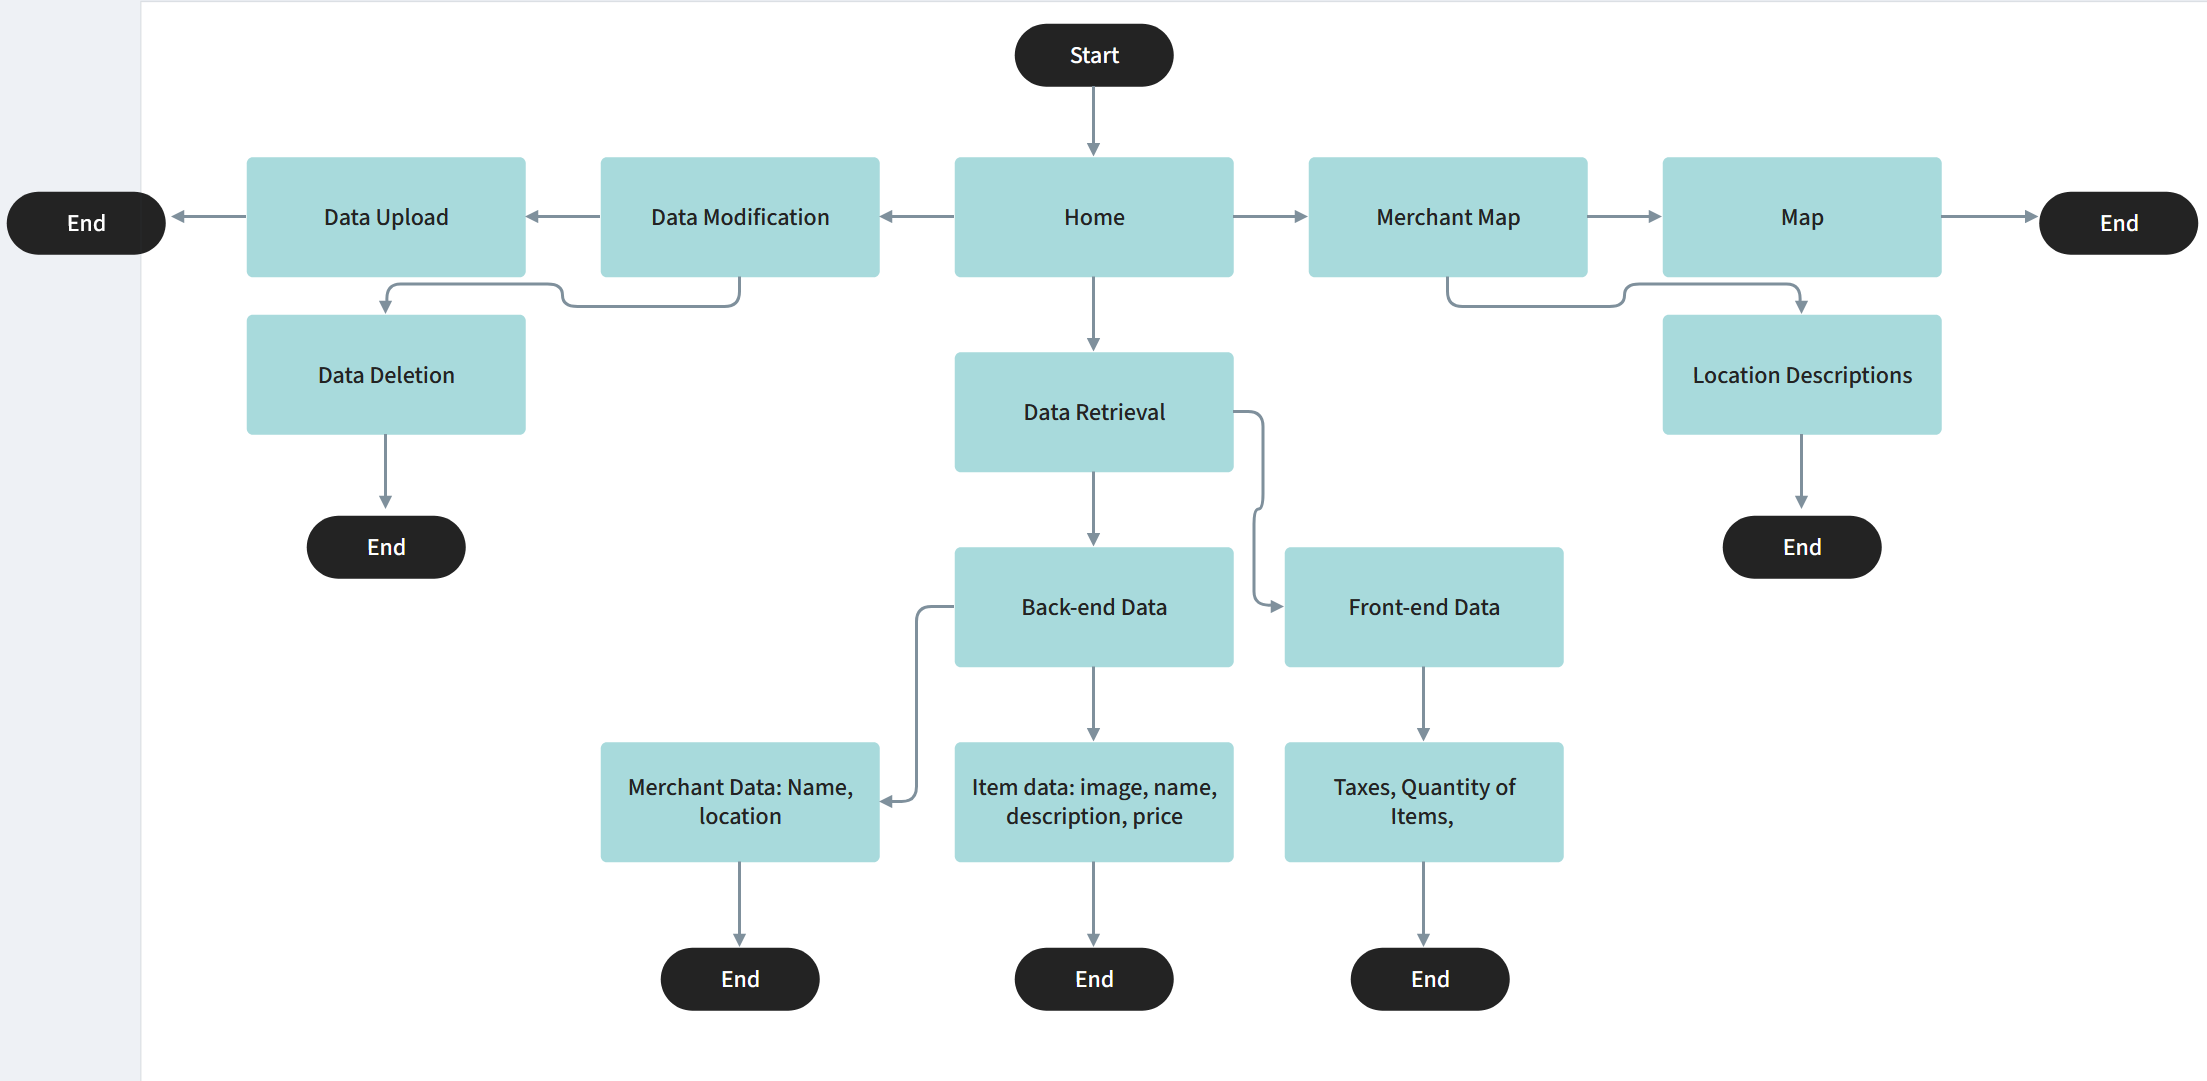 Start
End
Data Upload
Data Modification
Home
Merchant Map
Map
End
Data Deletion
Data Retrieval
Location Descriptions
End
Back-end Data
Front-end Data
End
Merchant Data: Name,
location
Item data: image, name,
description, price
Taxes, Quantity of
Items,
End
End
End